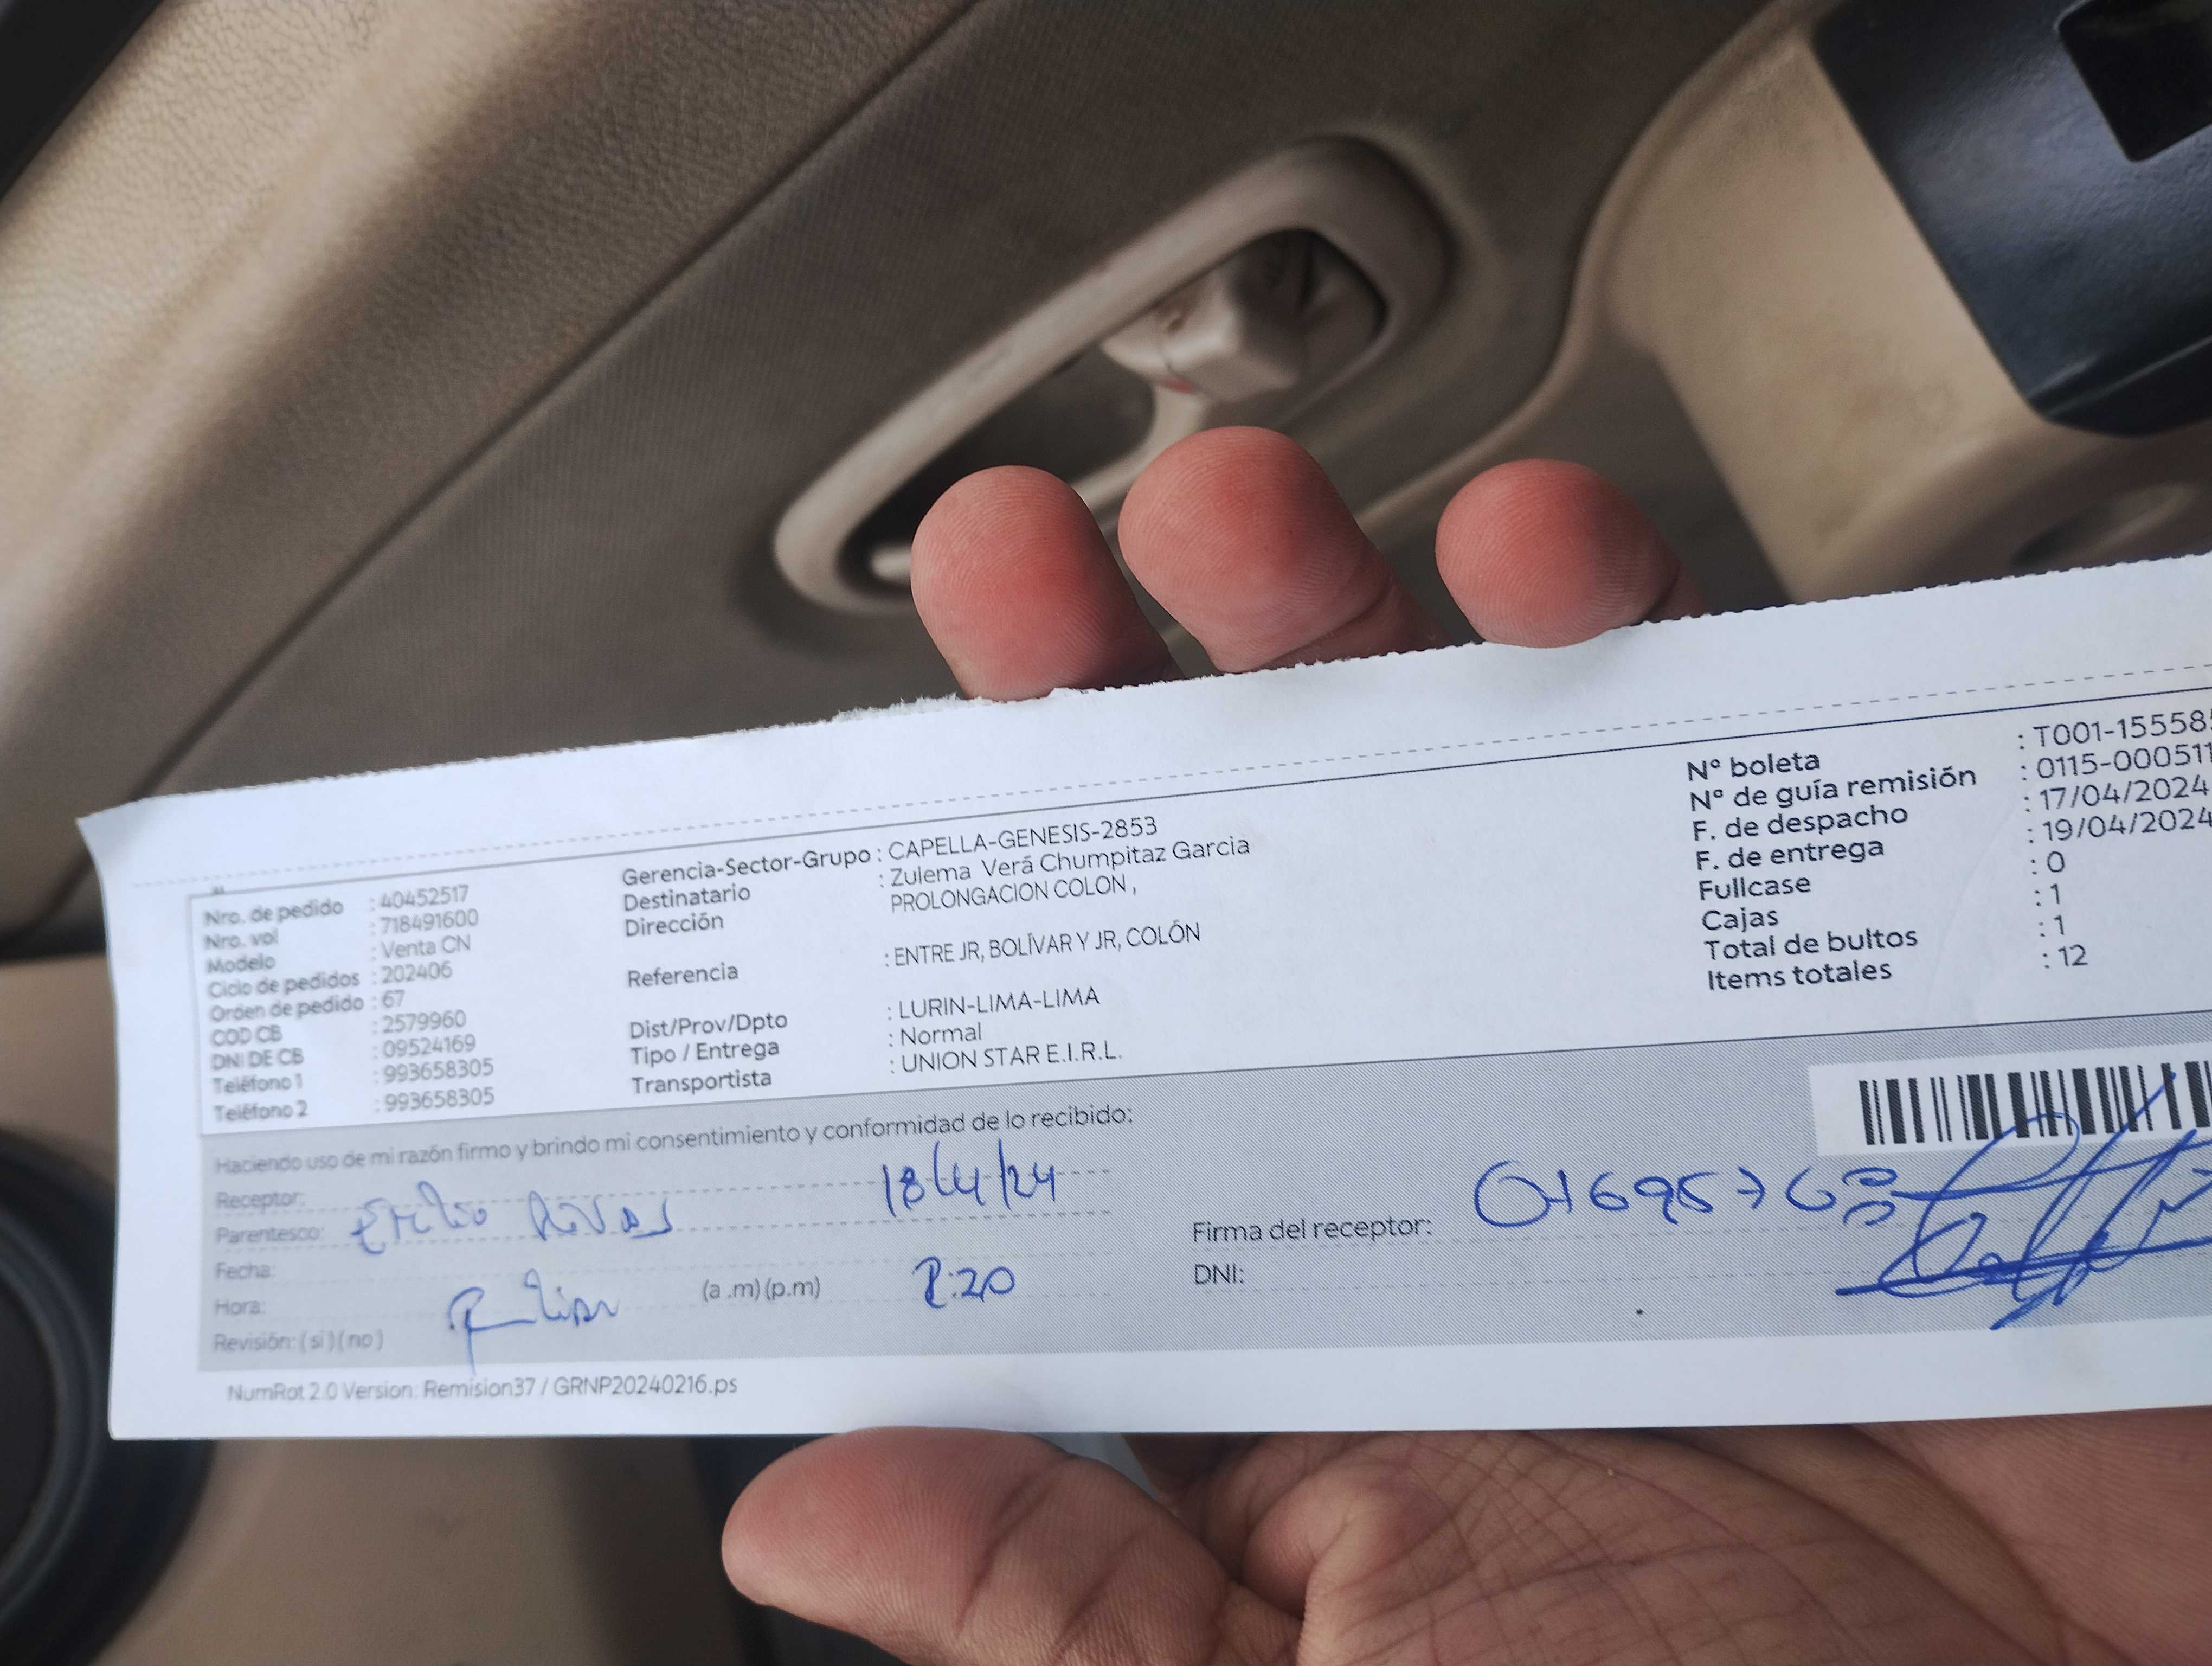 Nro. de pedido : 40452517
Nro. vol : 718491600
Modelo : Venta CN
Ciclo de pedidos : 202406
Orden de pedido : 67
COD CB : 2579960
DNI DE CB : 09524169
Teléfono 1 : 993658305
Teléfono 2 : 993658305
Gerencia-Sector-Grupo : CAPELLA-GENESIS-2853
Destinatario : Zulema Verá Chumpitaz Garcia
Dirección PROLONGACION COLON ,
Referencia : ENTRE JR, BOLÍVAR Y JR, COLÓN
Dist/Prov/Dpto : LURIN-LIMA-LIMA
Tipo / Entrega : Normal
Transportista : UNION STAR E.I.R.L.
N° boleta : T001-15558
N° de guía remisión : 0115-000511
F. de despacho : 17/04/2024
F. de entrega : 19/04/2024
Fullcase : 0
Cajas : 1
Total de bultos : 1
Items totales : 12
Haciendo uso de mi razón firmo y brindo mi consentimiento y conformidad de lo recibido:
Receptor:
Parentesco: Emilio Rivas 18/4/24
Fecha:
Hora: (a .m) (p.m) 2:20
Revisión: ( si ) ( no )
Firma del receptor:
DNI:
NumRot 2.0 Version: Remision37 / GRNP20240216.ps